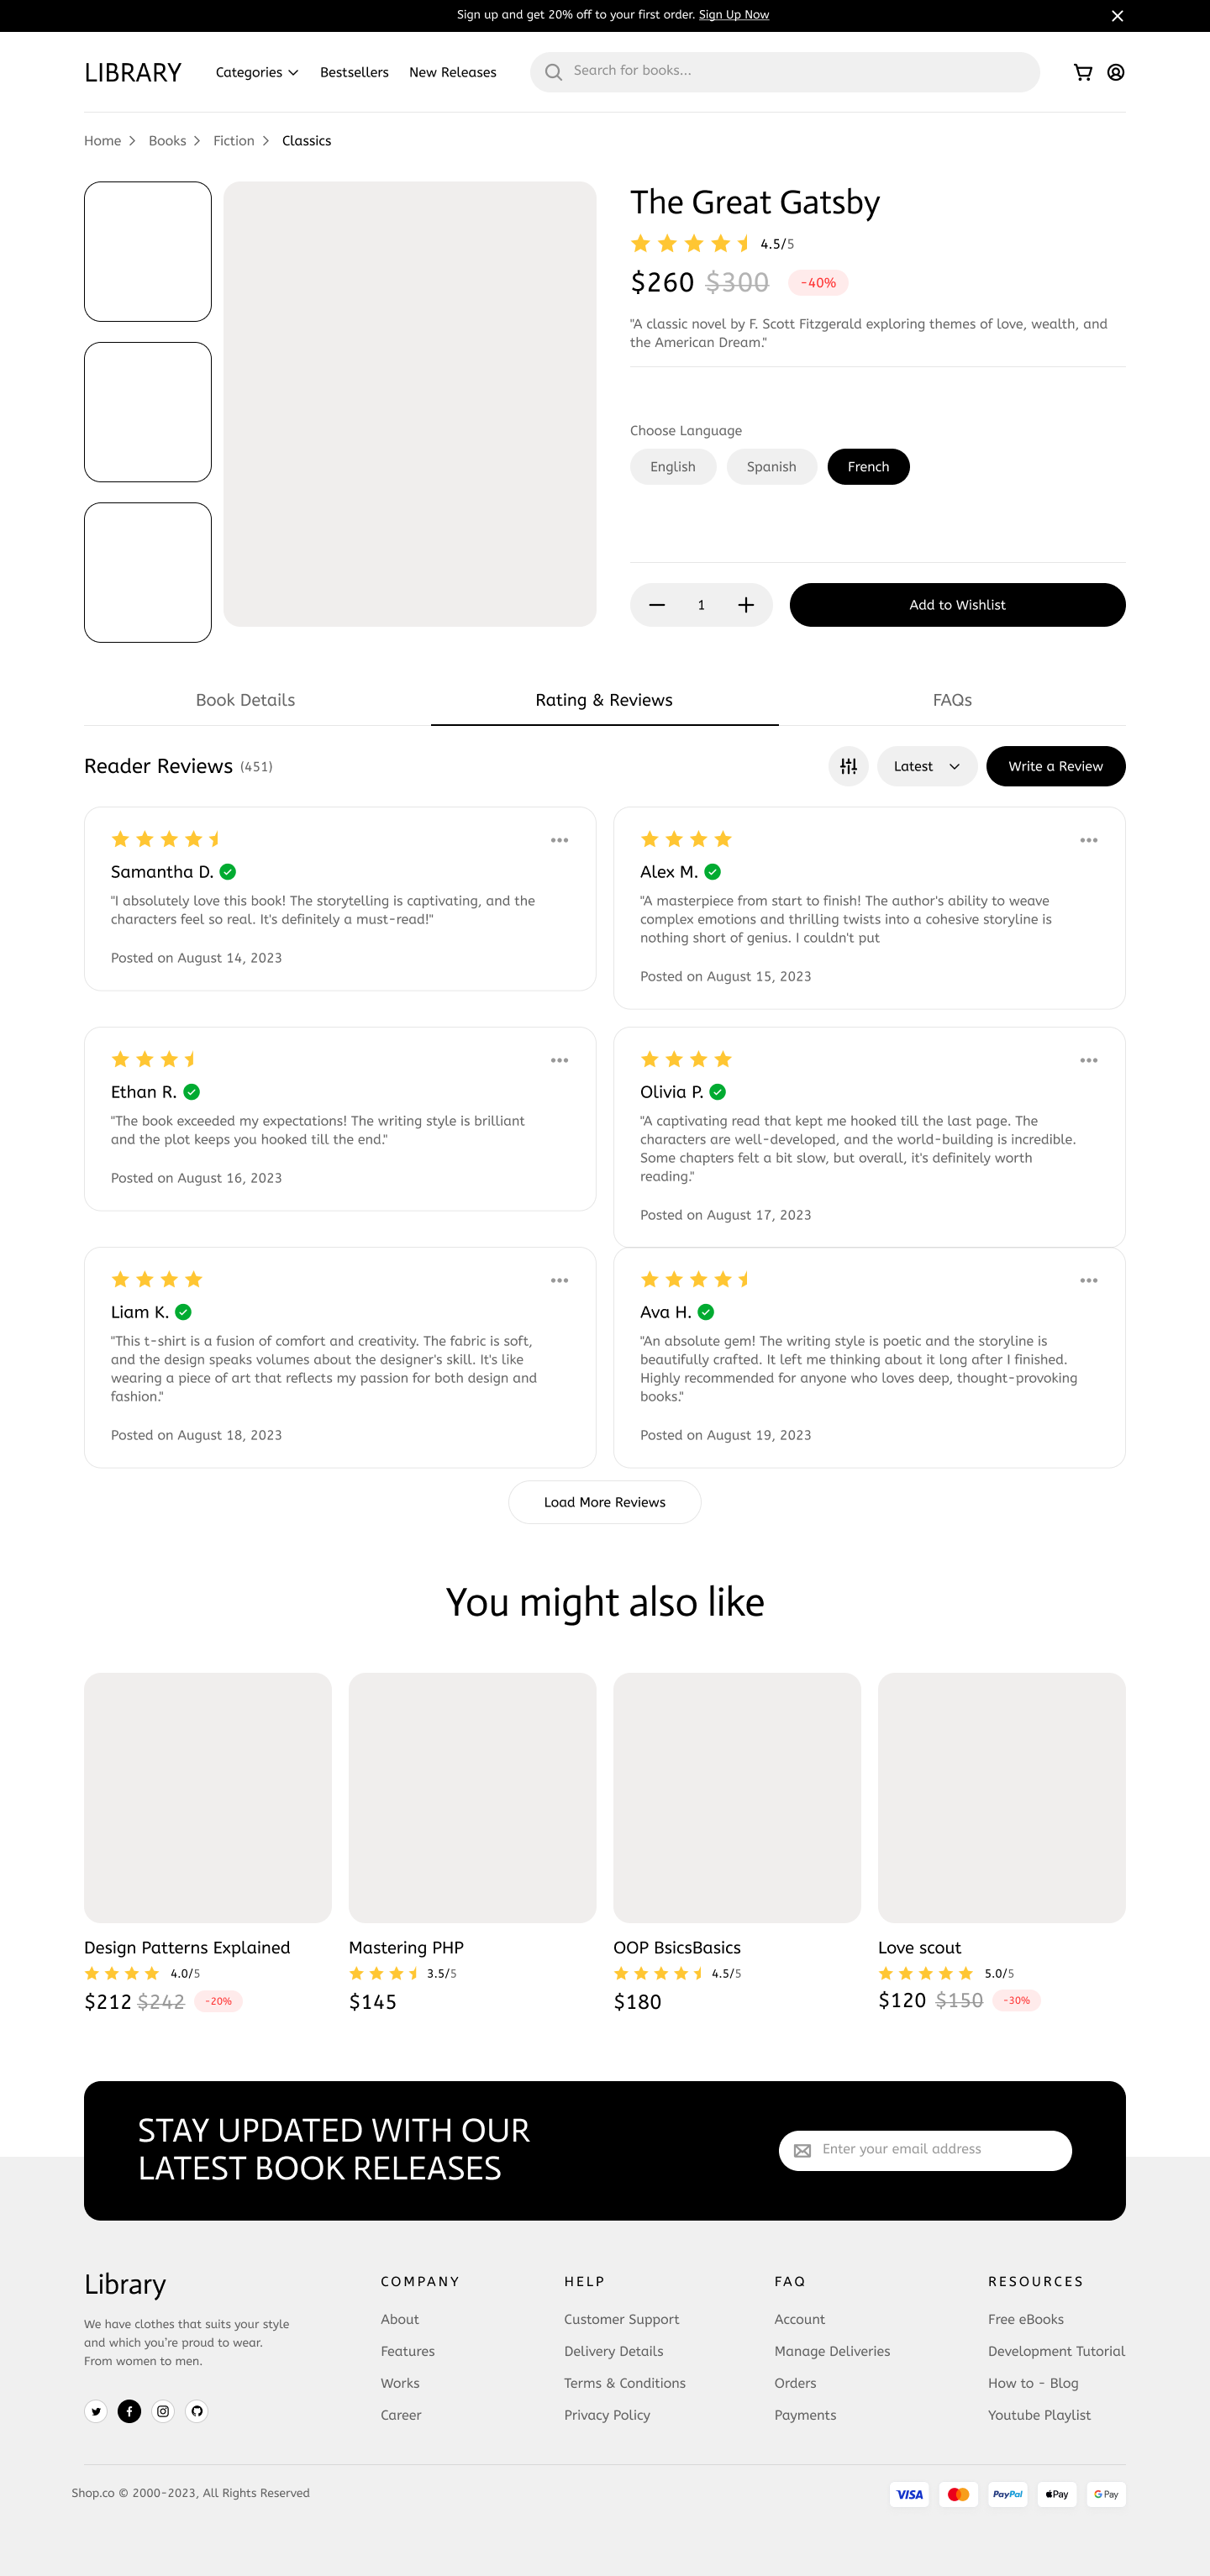 Sign up and get 20% off to your first order. Sign Up Now
LIBRARY
Categories
Bestsellers
New Releases
Search for books...
Home
Books
Fiction
Classics
The Great Gatsby
4.5/5
$260 $300 -40%
"A classic novel by F. Scott Fitzgerald exploring themes of love, wealth, and
the American Dream."
Choose Language
English
Spanish
French
1
Add to Wishlist
Book Details
Rating & Reviews
FAQs
Reader Reviews (451)
Latest
Write a Review
Samantha D.
"I absolutely love this book! The storytelling is captivating, and the
characters feel so real. It's definitely a must-read!"
Posted on August 14, 2023
Alex M.
"A masterpiece from start to finish! The author's ability to weave
complex emotions and thrilling twists into a cohesive storyline is
nothing short of genius. I couldn't put
Posted on August 15, 2023
Ethan R.
"The book exceeded my expectations! The writing style is brilliant
and the plot keeps you hooked till the end."
Posted on August 16, 2023
Olivia P.
"A captivating read that kept me hooked till the last page. The
characters are well-developed, and the world-building is incredible.
Some chapters felt a bit slow, but overall, it's definitely worth
reading."
Posted on August 17, 2023
Liam K.
"This t-shirt is a fusion of comfort and creativity. The fabric is soft,
and the design speaks volumes about the designer's skill. It's like
wearing a piece of art that reflects my passion for both design and
fashion."
Posted on August 18, 2023
Ava H.
"An absolute gem! The writing style is poetic and the storyline is
beautifully crafted. It left me thinking about it long after I finished.
Highly recommended for anyone who loves deep, thought-provoking
books."
Posted on August 19, 2023
Load More Reviews
You might also like
Design Patterns Explained
4.0/5
$212 $242 -20%
Mastering PHP
3.5/5
$145
OOP BsicsBasics
4.5/5
$180
Love scout
5.0/5
$120 $150 -30%
STAY UPDATED WITH OUR
LATEST BOOK RELEASES
Enter your email address
Library
We have clothes that suits your style
and which you're proud to wear.
From women to men.
COMPANY
About
Features
Works
Career
HELP
Customer Support
Delivery Details
Terms & Conditions
Privacy Policy
FAQ
Account
Manage Deliveries
Orders
Payments
RESOURCES
Free eBooks
Development Tutorial
How to - Blog
Youtube Playlist
Shop.co © 2000-2023, All Rights Reserved
VISA
PayPal
Pay
G Pay